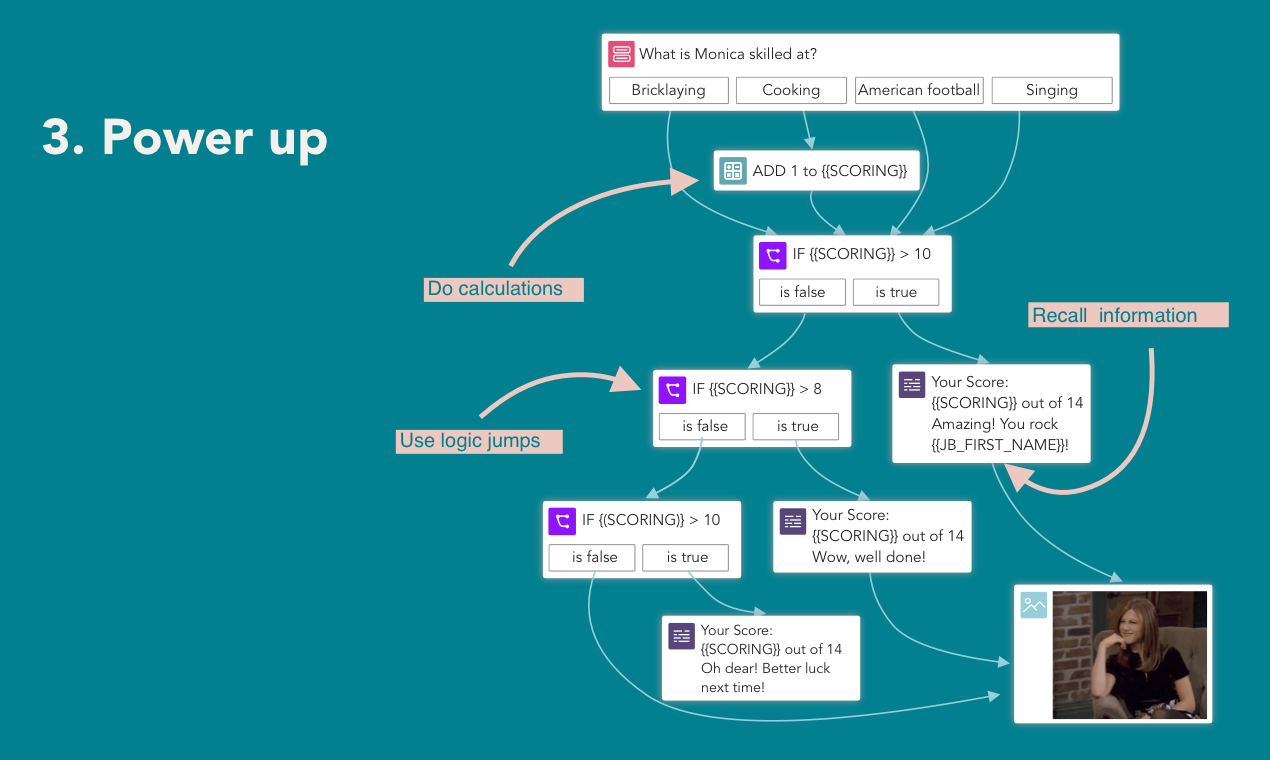 3. Power up
What is Monica skilled at?
Bricklaying
Cooking
American football
Singing
ADD 1 to {{SCORING}}
Do calculations
IF {{SCORING}} > 10
is false
is true
Recall  information
Use logic jumps
IF {{SCORING}} > 8
is false
is true
Your Score:
{{SCORING}} out of 14
Amazing! You rock
{{JB_FIRST_NAME}}!
IF {(SCORING)} > 10
is false
is true
Your Score:
{{SCORING}} out of 14
Wow, well done!
Your Score:
{{SCORING}} out of 14
Oh dear! Better luck
next time!